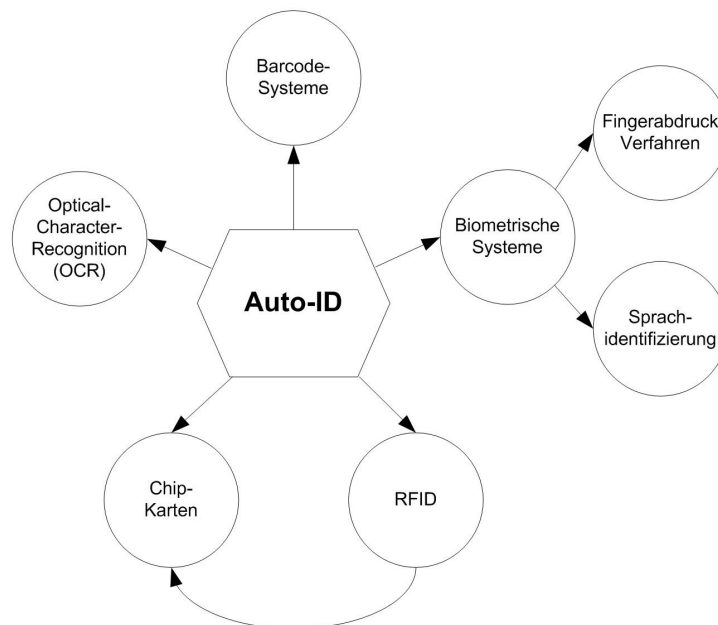 Barcode-
Systeme
Fingerabdruck
Verfahren
Optical-
Character-
Recognition
(OCR)
Biometrische
Systeme
Auto-ID
Sprach-
identifizierung
Chip-
Karten
RFID